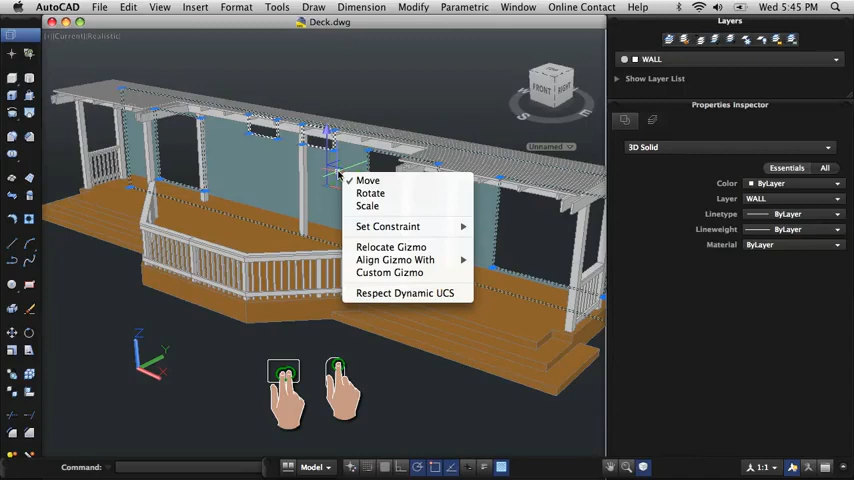 AutoCAD File Edit View Insert Format Tools Draw Dimension Modify Parametric Window Online Contact Help Wed 5:45 PM
Deck.dwg
Layers
[+][Current][Realistic]
WALL
Show Layer List
TOP
FRONT RIGHT
S E
Properties Inspector
Unnamed
3D Solid
Essentials All
Color ByLayer
Layer WALL
Linetype ByLayer
Lineweight ByLayer
Material ByLayer
Move
Rotate
Scale
Set Constraint
Relocate Gizmo
Align Gizmo With
Custom Gizmo
Respect Dynamic UCS
Z
Y
X
Command: Model 1:1